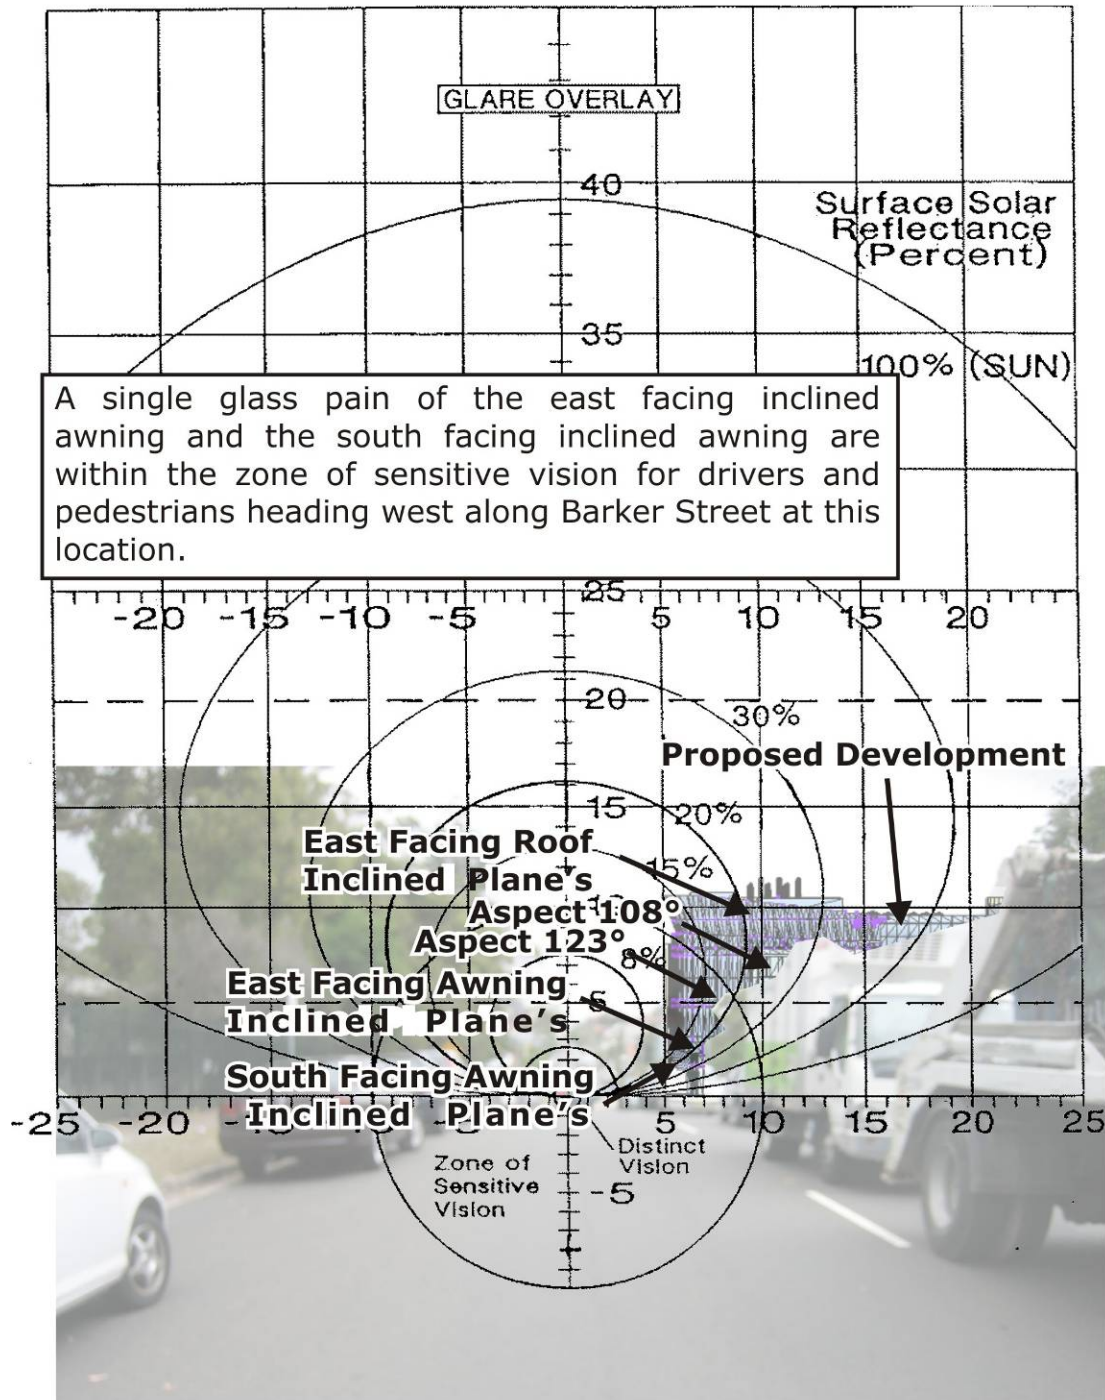 GLARE OVERLAY
40
Surface Solar
Reflectance
(Percent)
35
100% (SUN)
A single glass pain of the east facing inclined
awning and the south facing inclined awning are
within the zone of sensitive vision for drivers and
pedestrians heading west along Barker Street at this
location.
25
-20 -15 -10 -5 5 10 15 20
20
30%
Proposed Development
15
20%
East Facing Roof
15%
Inclined Plane's
Aspect 108°
Aspect 123°
8%
East Facing Awning
5
Inclined Plane's
South Facing Awning
Inclined Plane's
-25 -20 5 10 15 20 25
Distinct
Vision
Zone of
Sensitive
Vision
-5